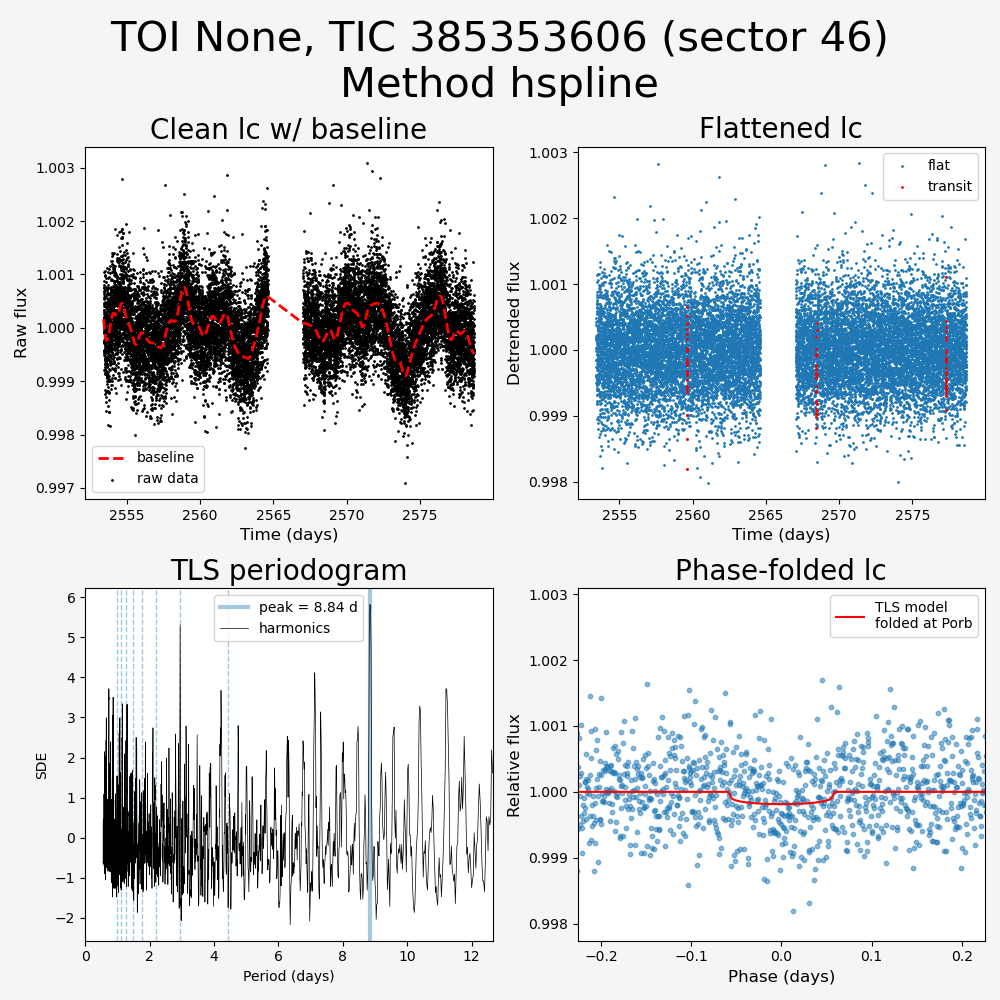 TOI None, TIC 385353606 (sector 46)
Method hspline
Clean lc w/ baseline
Raw flux
1.003
1.002
1.001
1.000
0.999
0.998
0.997
baseline
raw data
2555
2560
2565
2570
2575
Time (days)
Flattened lc
Detrended flux
1.003
1.002
1.001
1.000
0.999
0.998
flat
transit
2555
2560
2565
2570
2575
Time (days)
TLS periodogram
SDE
6
5
4
3
2
1
0
−1
−2
peak = 8.84 d
harmonics
0
2
4
6
8
10
12
Period (days)
Phase-folded lc
Relative flux
1.003
1.002
1.001
1.000
0.999
0.998
TLS model
folded at Porb
−0.2
−0.1
0.0
0.1
0.2
Phase (days)